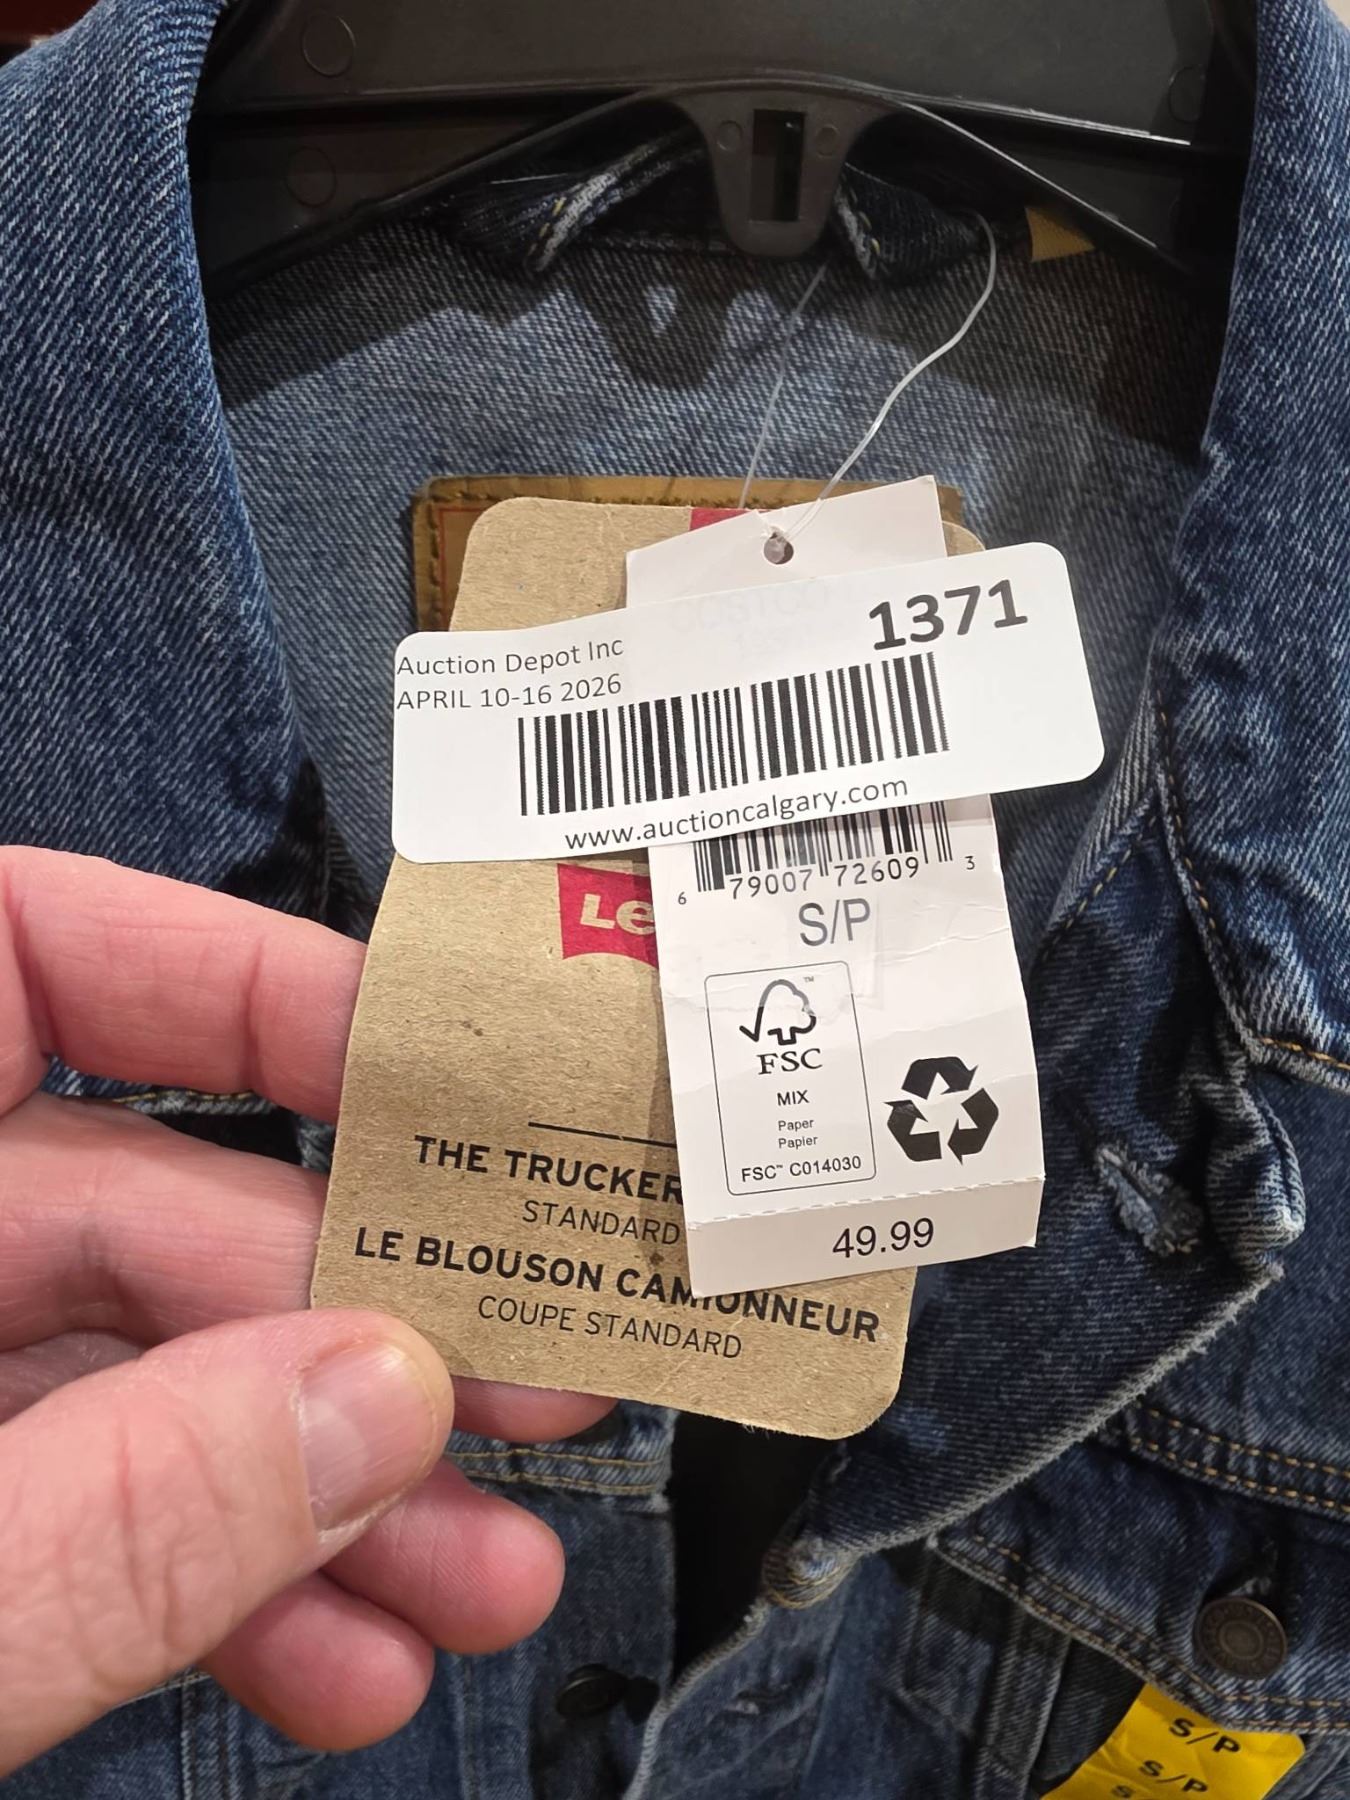 1371
Auction Depot Inc
APRIL 10-16 2026
www.auctioncalgary.com
6 79007 72609 3
S/P
Le
FSC
MIX
Paper
Papier
FSC™ C014030
49.99
THE TRUCKER
STANDARD
LE BLOUSON CAMIONNEUR
COUPE STANDARD
S/P
S/P